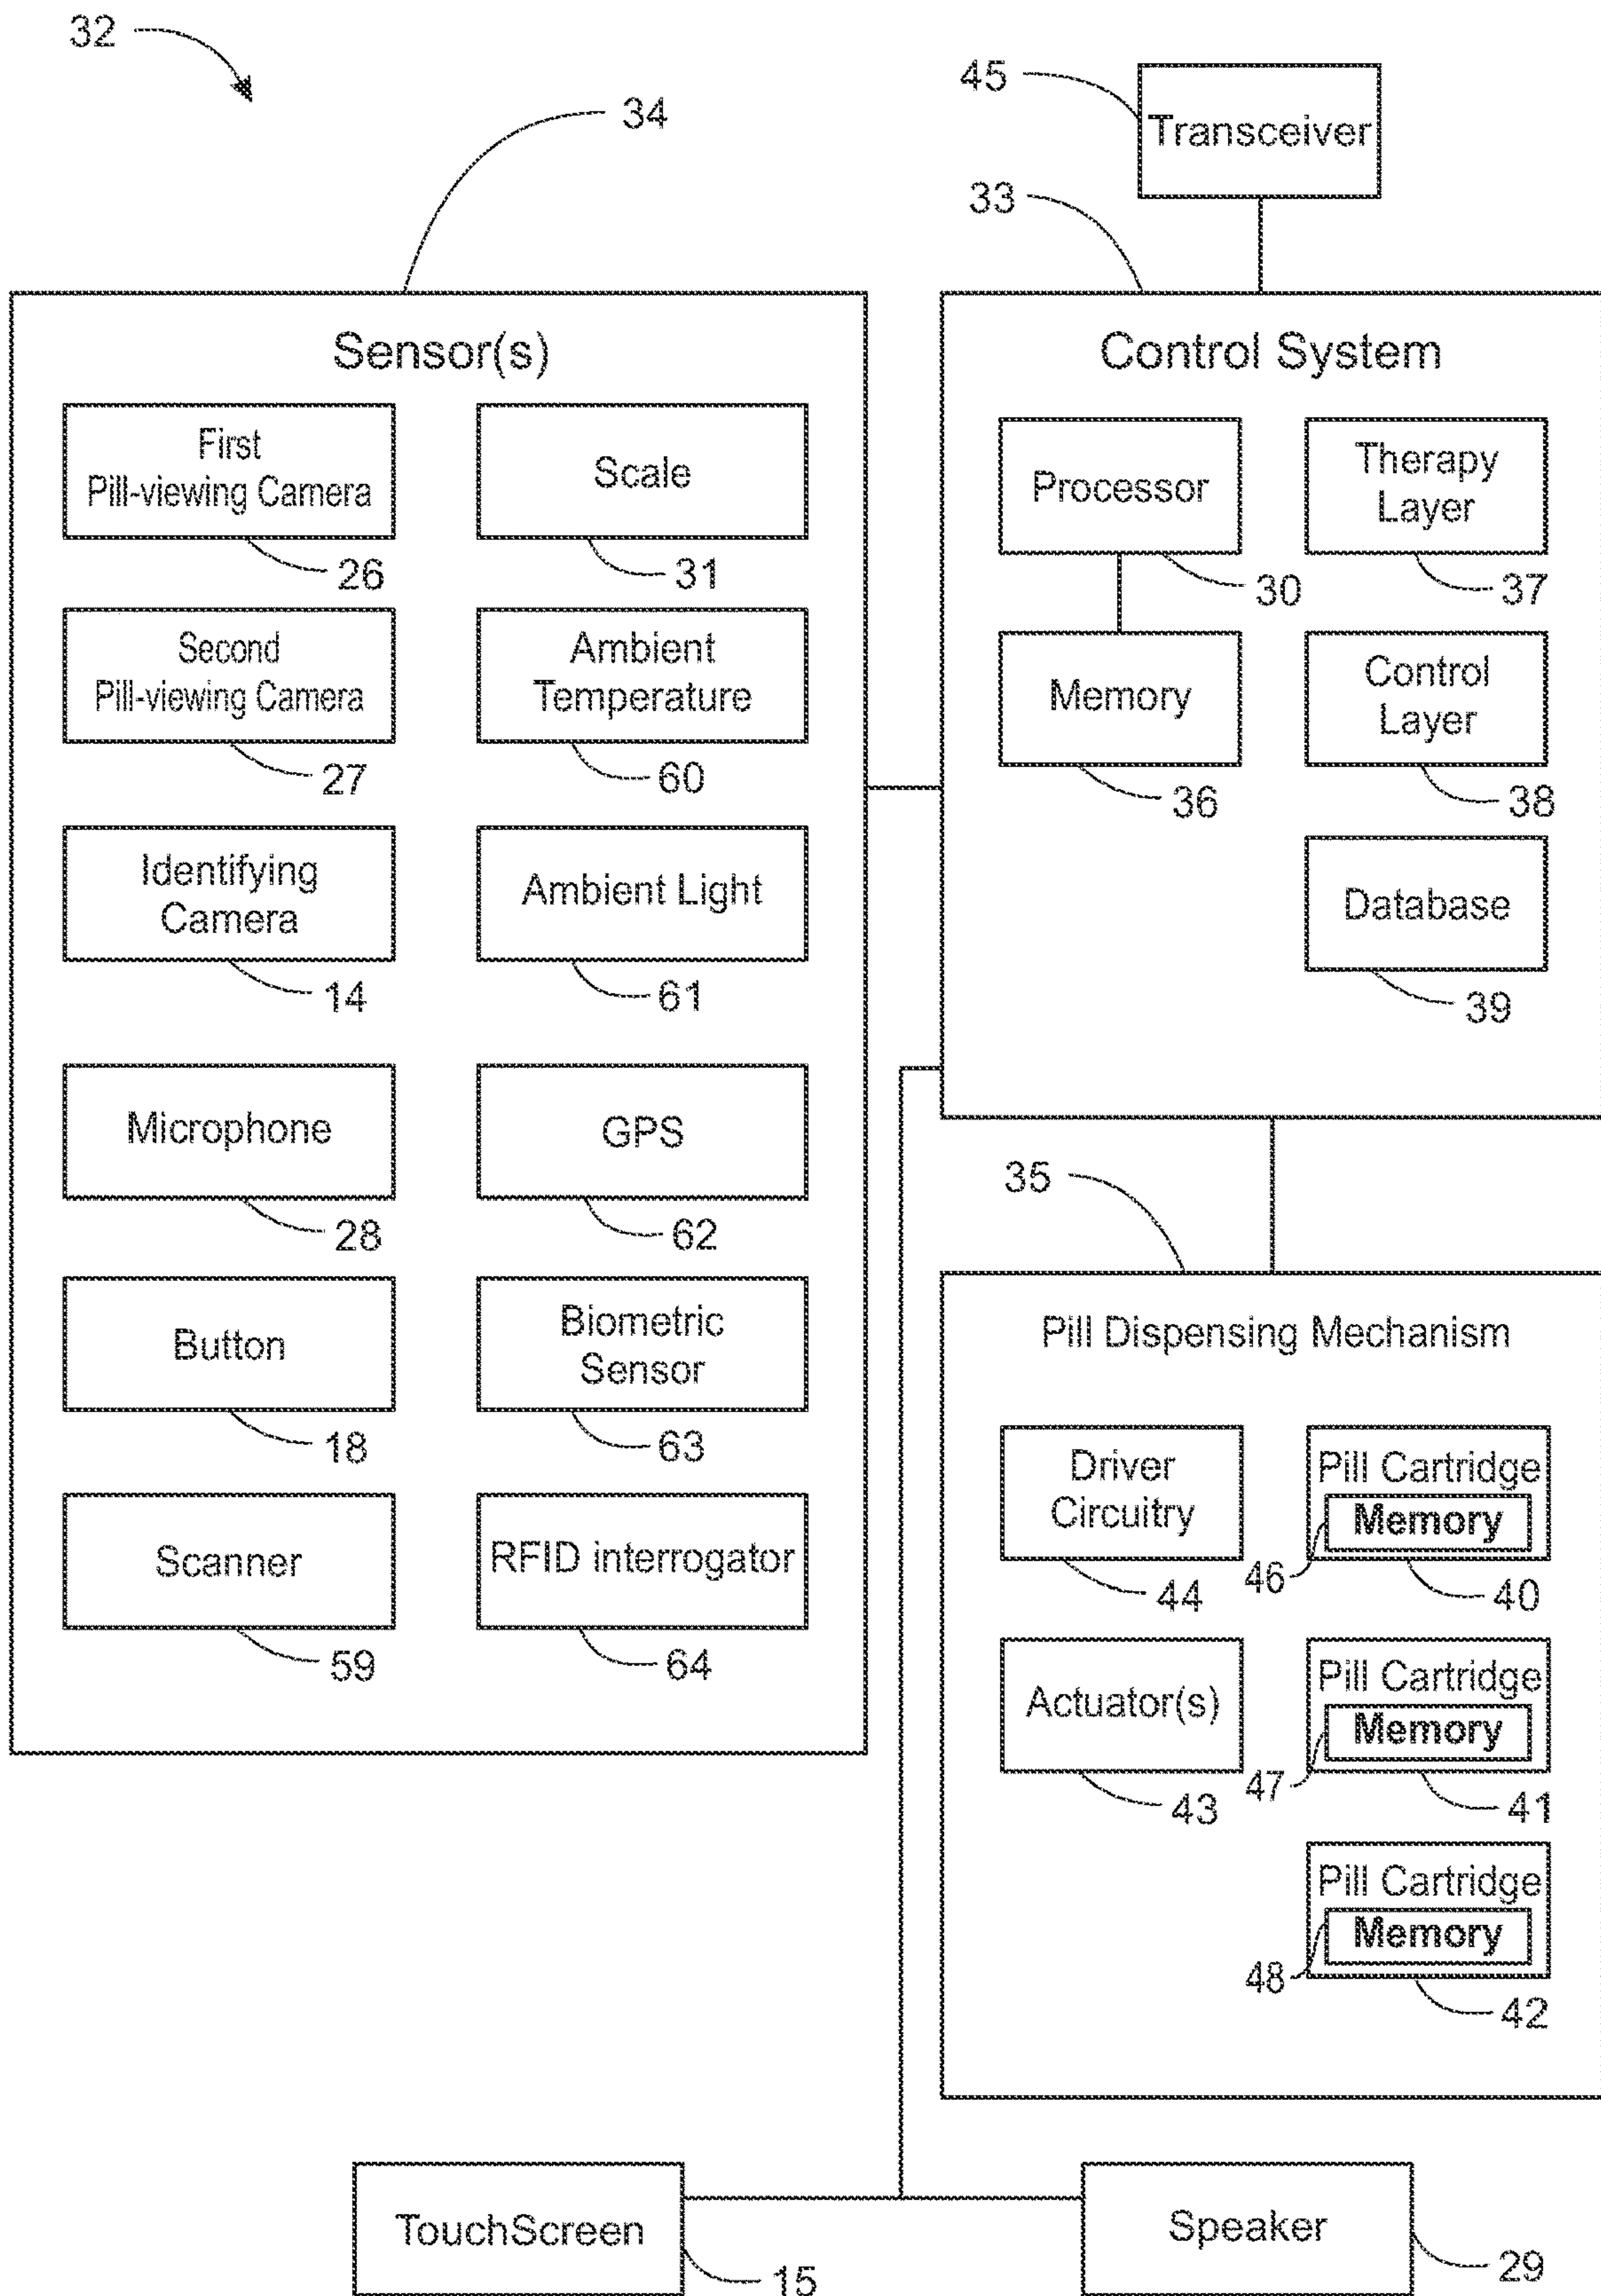 32
34
45
Transceiver
33
Sensor(s)
First
Pill-viewing Camera
26
Scale
31
Second
Pill-viewing Camera
27
Ambient
Temperature
60
Identifying
Camera
14
Ambient Light
61
Microphone
28
GPS
62
Button
18
Biometric
Sensor
63
Scanner
59
RFID interrogator
64
Control System
Processor
30
Therapy
Layer
37
Memory
36
Control
Layer
38
Database
39
35
Pill Dispensing Mechanism
Driver
Circuitry
44
Pill Cartridge
Memory
46
40
Actuator(s)
43
Pill Cartridge
Memory
47
41
Pill Cartridge
Memory
48
42
TouchScreen
15
Speaker
29